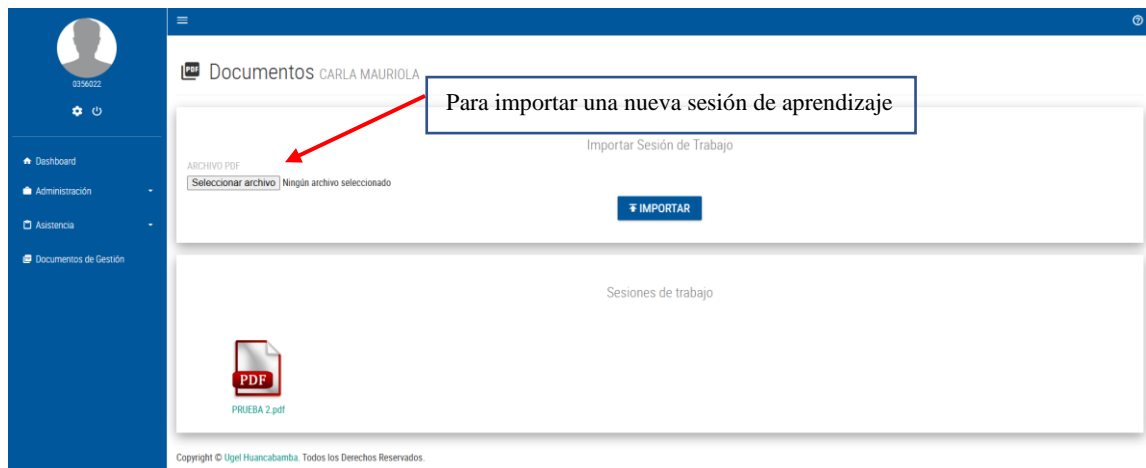 0356022
Dashboard
Administración
Asistencia
Documentos de Gestión
PDF Documentos CARLA MAURIOLA
Para importar una nueva sesión de aprendizaje
Importar Sesión de Trabajo
ARCHIVO PDF
Seleccionar archivo Ningún archivo seleccionado
IMPORTAR
Sesiones de trabajo
PDF
PRUEBA 2.pdf
Copyright © Ugel Huancabamba. Todos los Derechos Reservados.